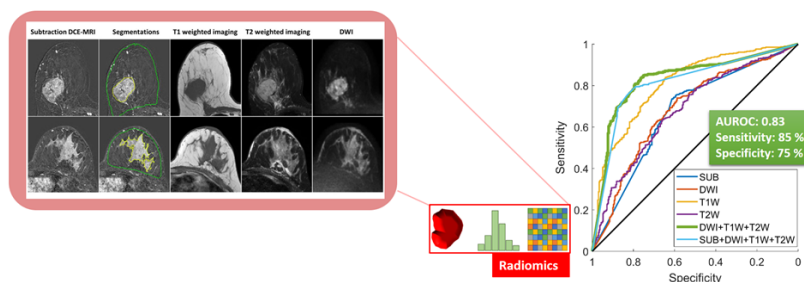 Subtraction DCE-MRI Segmentations T1 weighted imaging T2 weighted imaging DWI
Radiomics
Sensitivity
1
0.8
0.6
0.4
0.2
0
AUROC: 0.83
Sensitivity: 85 %
Specificity: 75 %
SUB
DWI
T1W
T2W
DWI+T1W+T2W
SUB+DWI+T1W+T2W
1 0.8 0.6 0.4 0.2 0
Specificity